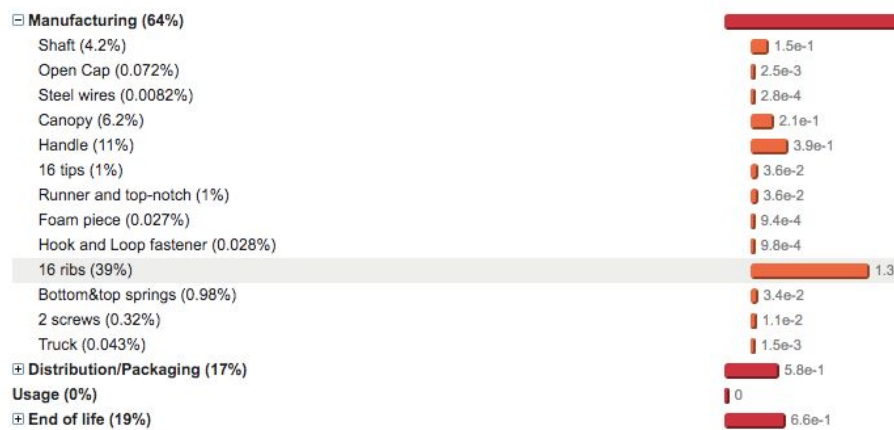 Manufacturing (64%)
Shaft (4.2%) 1.5e-1
Open Cap (0.072%) 2.5e-3
Steel wires (0.0082%) 2.8e-4
Canopy (6.2%) 2.1e-1
Handle (11%) 3.9e-1
16 tips (1%) 3.6e-2
Runner and top-notch (1%) 3.6e-2
Foam piece (0.027%) 9.4e-4
Hook and Loop fastener (0.028%) 9.8e-4
16 ribs (39%) 1.3
Bottom&top springs (0.98%) 3.4e-2
2 screws (0.32%) 1.1e-2
Truck (0.043%) 1.5e-3
Distribution/Packaging (17%) 5.8e-1
Usage (0%) 0
End of life (19%) 6.6e-1